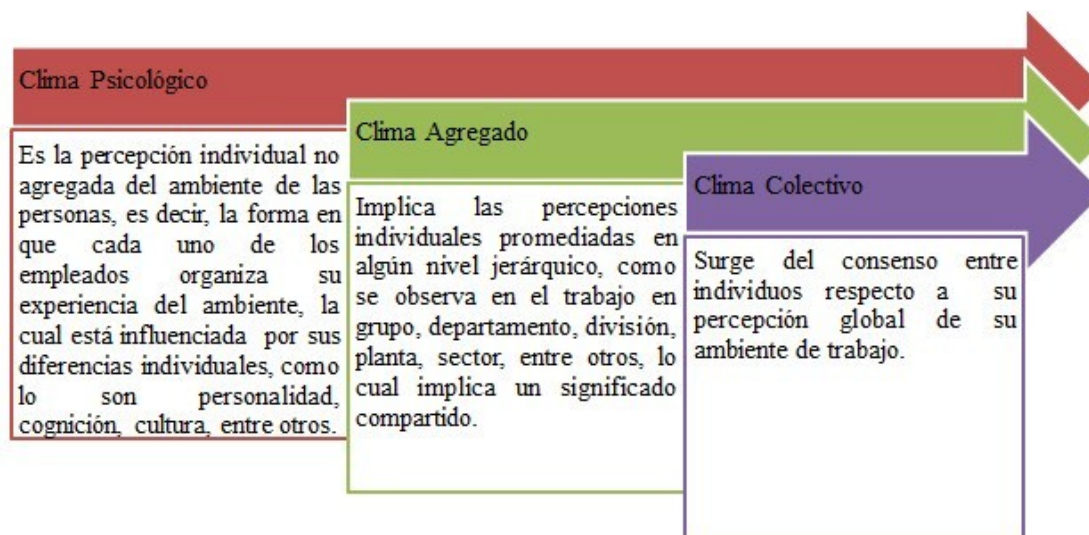 Clima Psicológico
Es la percepción individual no
agregada del ambiente de las
personas, es decir, la forma en
que cada uno de los
empleados organiza su
experiencia del ambiente, la
cual está influenciada por sus
diferencias individuales, como
lo son personalidad,
cognición, cultura, entre otros.
Clima Agregado
Implica las percepciones
individuales promediadas en
algún nivel jerárquico, como
se observa en el trabajo en
grupo, departamento, división,
planta, sector, entre otros, lo
cual implica un significado
compartido.
Clima Colectivo
Surge del consenso entre
individuos respecto a su
percepción global de su
ambiente de trabajo.